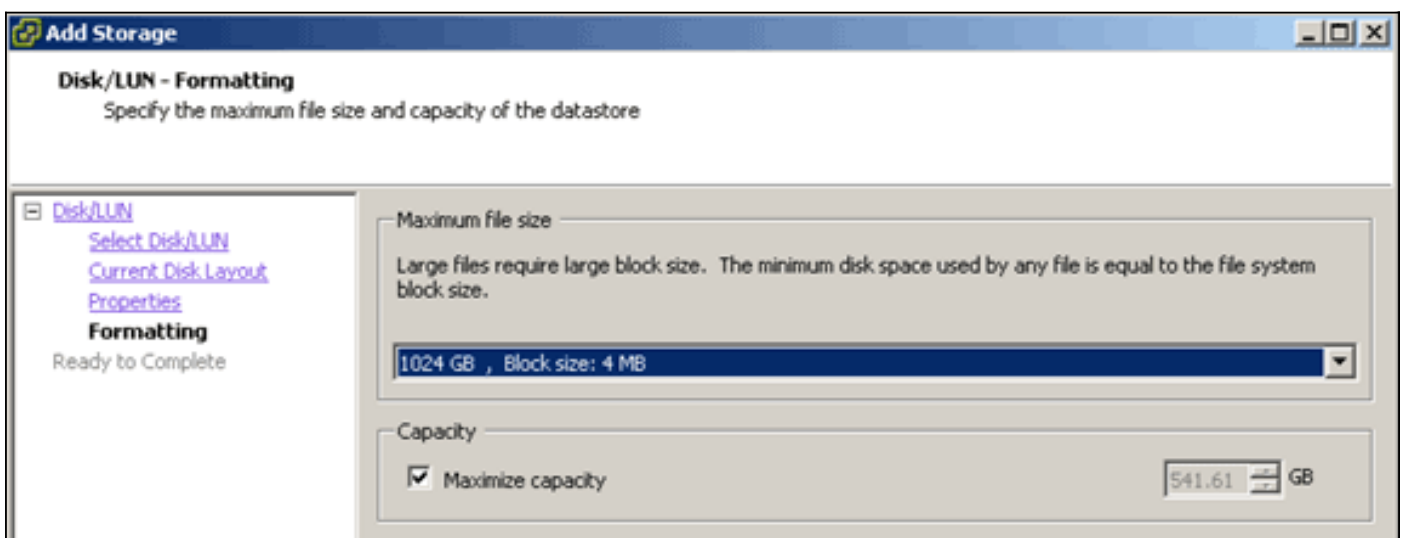 Add Storage
Disk/LUN - Formatting
Specify the maximum file size and capacity of the datastore
Disk/LUN
Select Disk/LUN
Current Disk Layout
Properties
Formatting
Ready to Complete
Maximum file size
Large files require large block size. The minimum disk space used by any file is equal to the file system
block size.
1024 GB , Block size: 4 MB
Capacity
Maximize capacity
541.61 GB